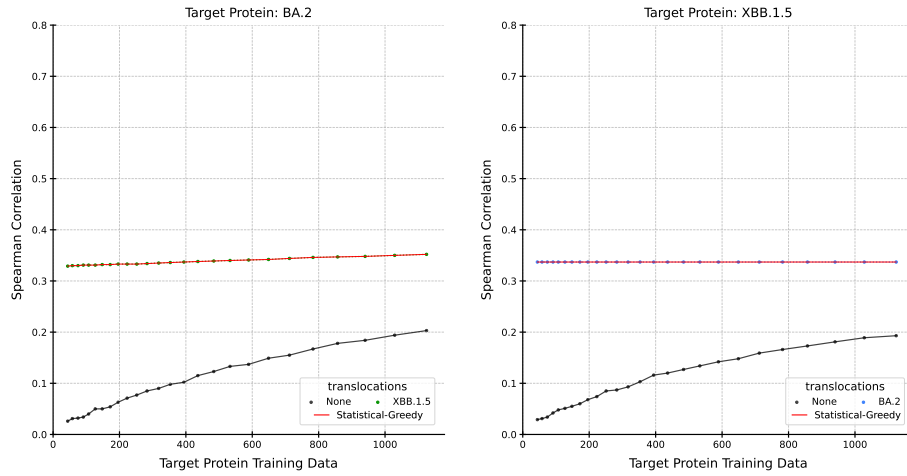 Target Protein: BA.2
0.8
0.7
0.6
0.5
0.4
0.3
0.2
0.1
0.0
Spearman Correlation
0
200
400
600
800
1000
Target Protein Training Data
translocations
None
XBB.1.5
Statistical-Greedy
Target Protein: XBB.1.5
0.8
0.7
0.6
0.5
0.4
0.3
0.2
0.1
0.0
Spearman Correlation
0
200
400
600
800
1000
Target Protein Training Data
translocations
None
BA.2
Statistical-Greedy